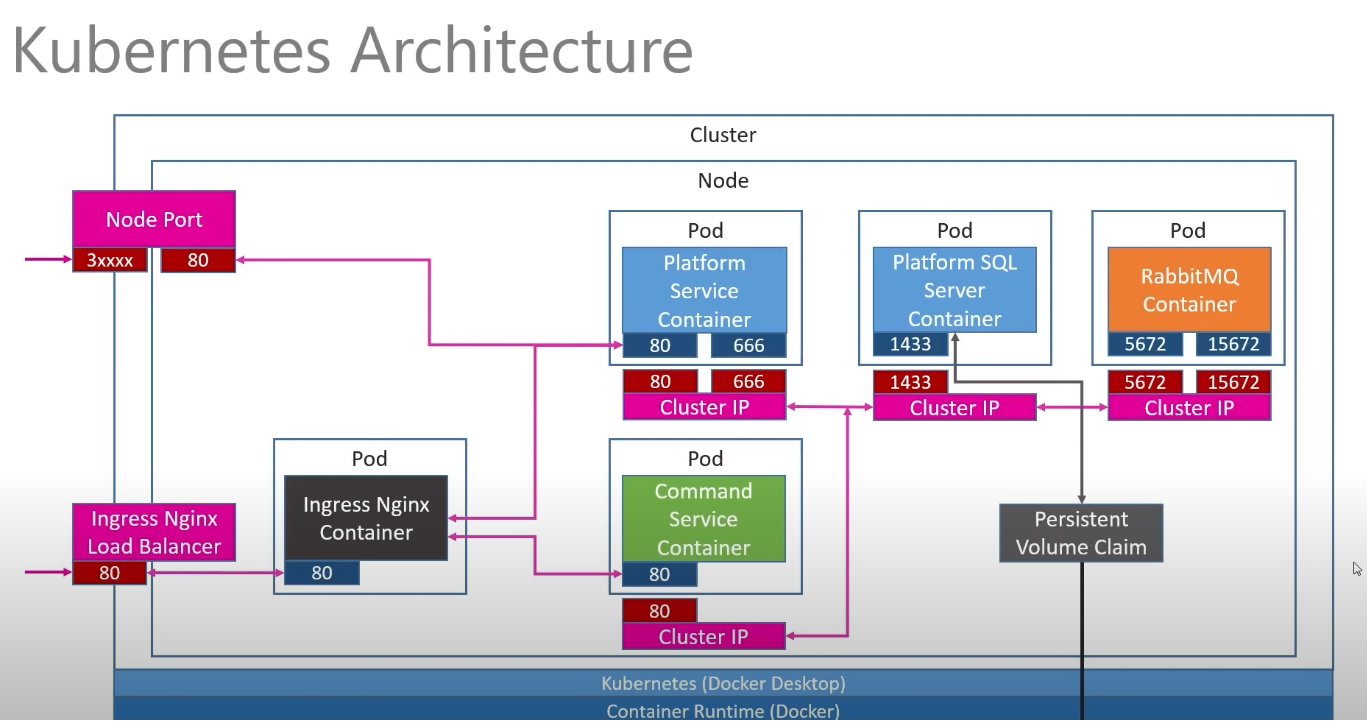 Kubernetes Architecture
Cluster
Node
Node Port
3xxxx
80
Pod
Platform
Service
Container
80
666
80
666
Cluster IP
Pod
Platform SQL
Server
Container
1433
1433
Cluster IP
Pod
RabbitMQ
Container
5672
15672
5672
15672
Cluster IP
Ingress Nginx
Load Balancer
80
Pod
Ingress Nginx
Container
80
Pod
Command
Service
Container
80
80
Cluster IP
Persistent
Volume Claim
Kubernetes (Docker Desktop)
Container Runtime (Docker)